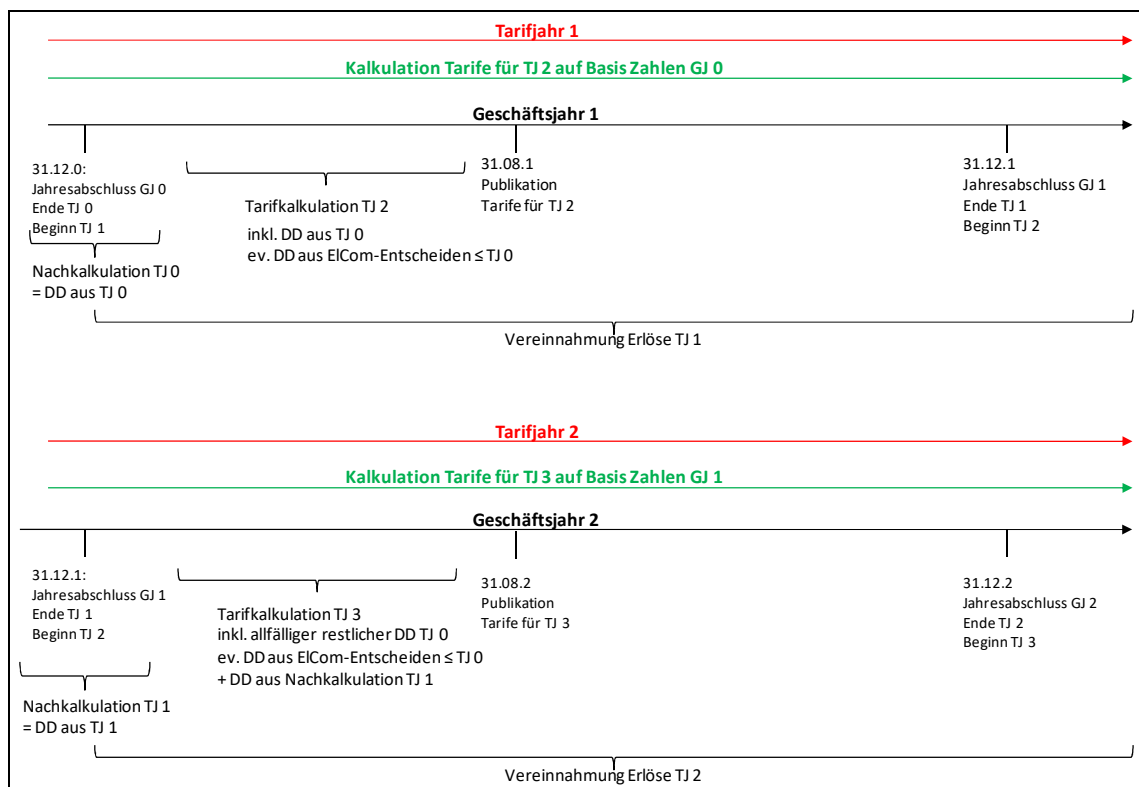 Tarifjahr 1
Kalkulation Tarife für TJ 2 auf Basis Zahlen GJ 0
Geschäftsjahr 1
31.12.0:
Jahresabschluss GJ 0
Ende TJ 0
Beginn TJ 1
Nachkalkulation TJ 0
= DD aus TJ 0
Tarifkalkulation TJ 2
inkl. DD aus TJ 0
ev. DD aus ElCom-Entscheiden ≤ TJ 0
31.08.1
Publikation
Tarife für TJ 2
31.12.1
Jahresabschluss GJ 1
Ende TJ 1
Beginn TJ 2
Vereinnahmung Erlöse TJ 1
Tarifjahr 2
Kalkulation Tarife für TJ 3 auf Basis Zahlen GJ 1
Geschäftsjahr 2
31.12.1:
Jahresabschluss GJ 1
Ende TJ 1
Beginn TJ 2
Nachkalkulation TJ 1
= DD aus TJ 1
Tarifkalkulation TJ 3
inkl. allfälliger restlicher DD TJ 0
ev. DD aus ElCom-Entscheiden ≤ TJ 0
+ DD aus Nachkalkulation TJ 1
31.08.2
Publikation
Tarife für TJ 3
31.12.2
Jahresabschluss GJ 2
Ende TJ 2
Beginn TJ 3
Vereinnahmung Erlöse TJ 2